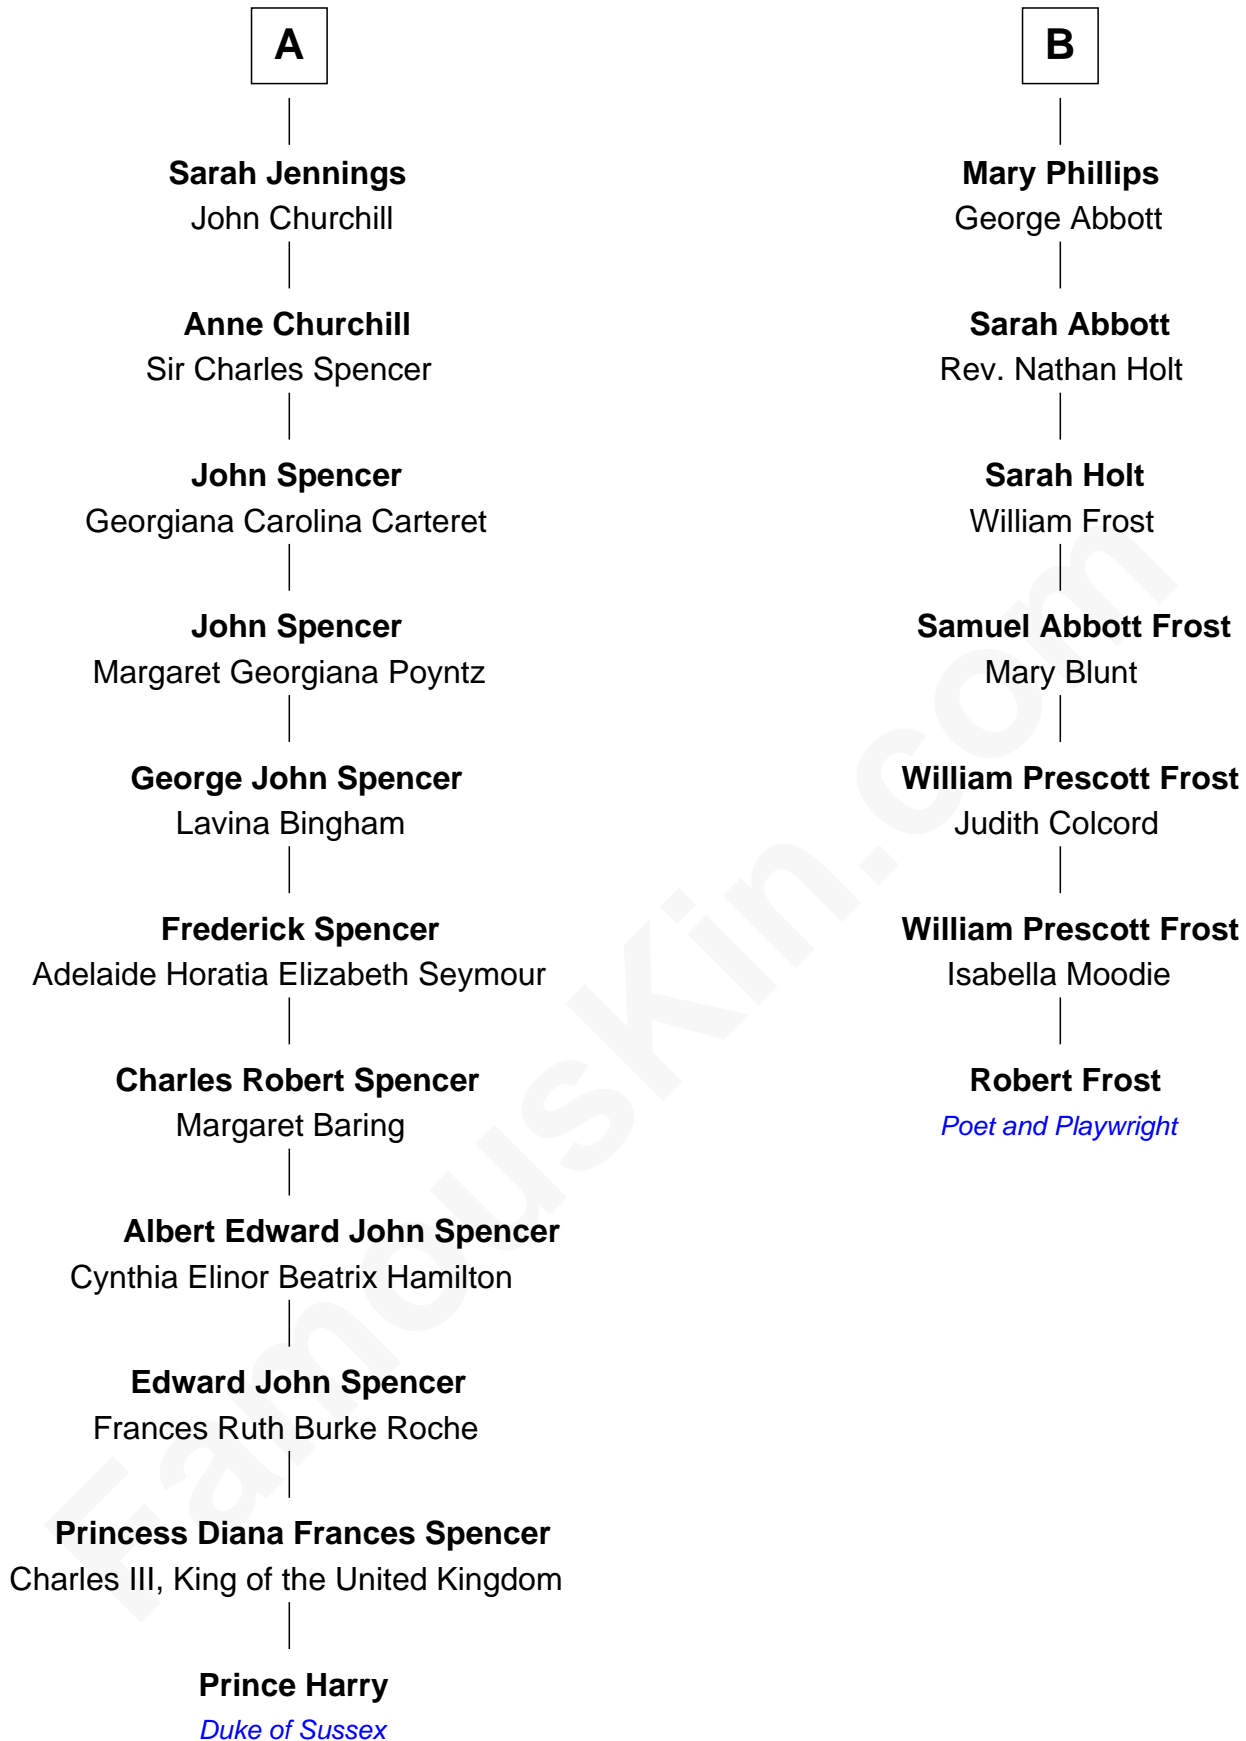 A
Sarah Jennings
John Churchill
Anne Churchill
Sir Charles Spencer
John Spencer
Georgiana Carolina Carteret
John Spencer
Margaret Georgiana Poyntz
George John Spencer
Lavina Bingham
Frederick Spencer
Adelaide Horatia Elizabeth Seymour
Charles Robert Spencer
Margaret Baring
Albert Edward John Spencer
Cynthia Elinor Beatrix Hamilton
Edward John Spencer
Frances Ruth Burke Roche
Princess Diana Frances Spencer
Charles III, King of the United Kingdom
Prince Harry
Duke of Sussex
B
Mary Phillips
George Abbott
Sarah Abbott
Rev. Nathan Holt
Sarah Holt
William Frost
Samuel Abbott Frost
Mary Blunt
William Prescott Frost
Judith Colcord
William Prescott Frost
Isabella Moodie
Robert Frost
Poet and Playwright
FamousKin.com